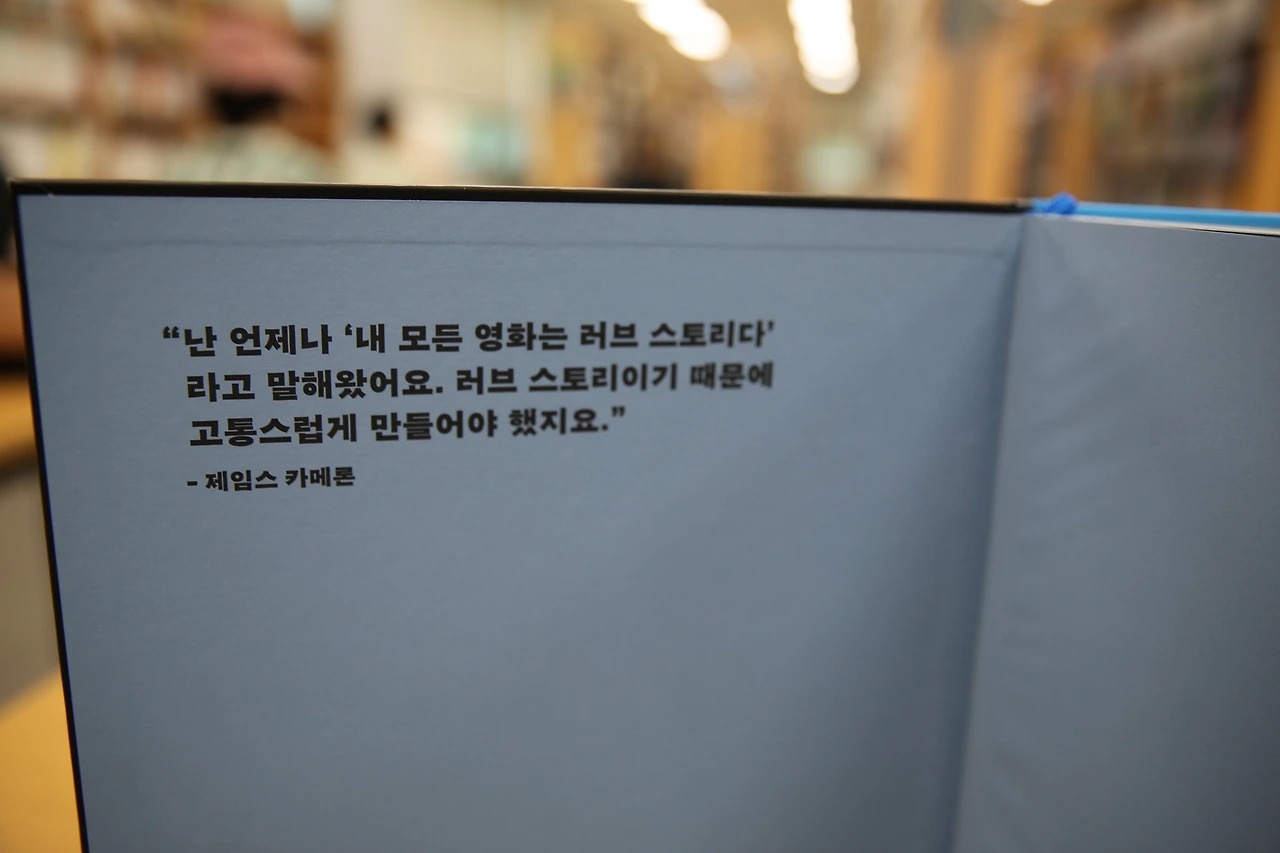 “난 언제나 ‘내 모든 영화는 러브 스토리다’
라고 말해왔어요. 러브 스토리이기 때문에
고통스럽게 만들어야 했지요.”
- 제임스 카메론